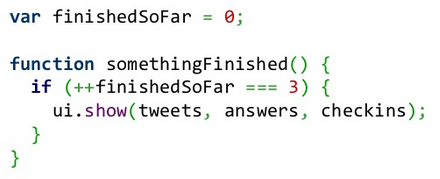 var finishedSoFar = 0;
function somethingFinished() {
if (++finishedSoFar === 3) {
ui.show(tweets, answers, checkins);
}
}